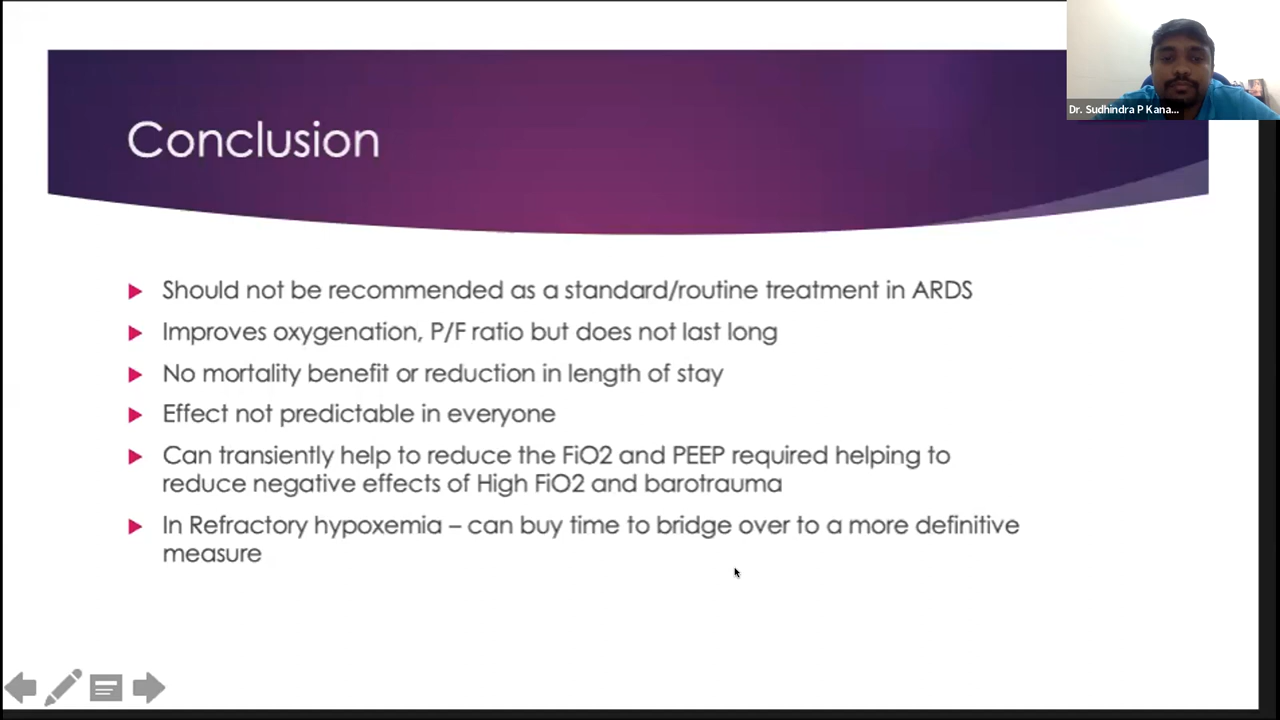 Dr. Sudhindra P Kana...
Conclusion
Should not be recommended as a standard/routine treatment in ARDS
Improves oxygenation, P/F ratio but does not last long
No mortality benefit or reduction in length of stay
Effect not predictable in everyone
Can transiently help to reduce the FiO2 and PEEP required helping to
reduce negative effects of High FiO2 and barotrauma
In Refractory hypoxemia – can buy time to bridge over to a more definitive
measure